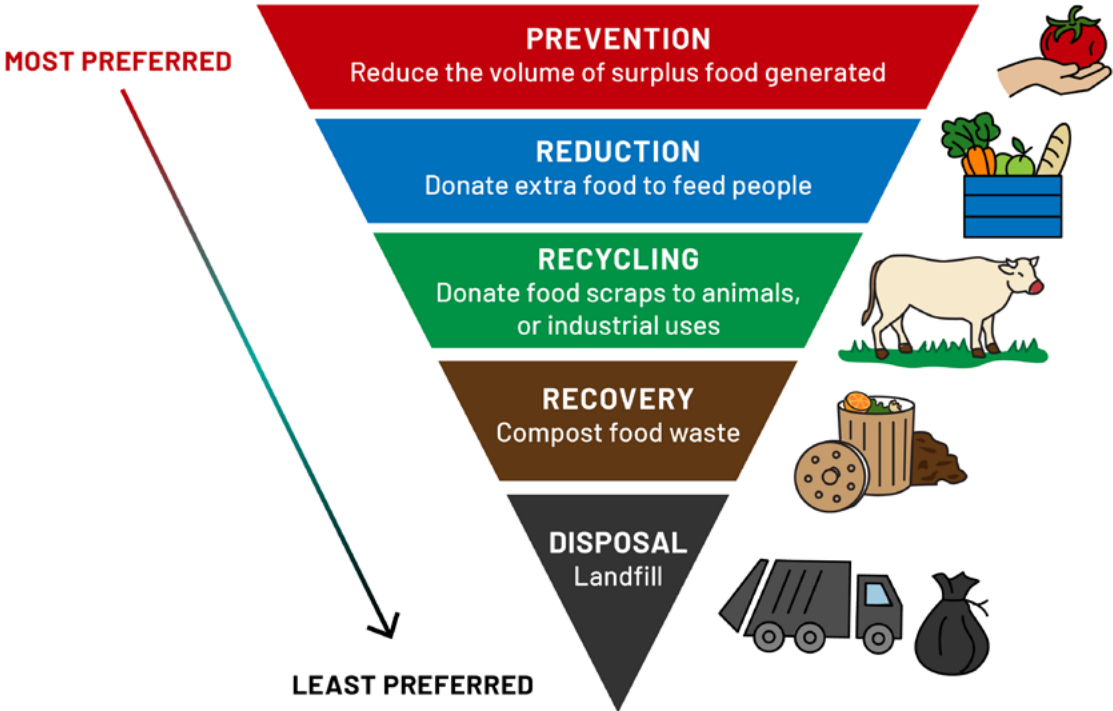 MOST PREFERRED
PREVENTION
Reduce the volume of surplus food generated
REDUCTION
Donate extra food to feed people
RECYCLING
Donate food scraps to animals,
or industrial uses
RECOVERY
Compost food waste
DISPOSAL
Landfill
LEAST PREFERRED